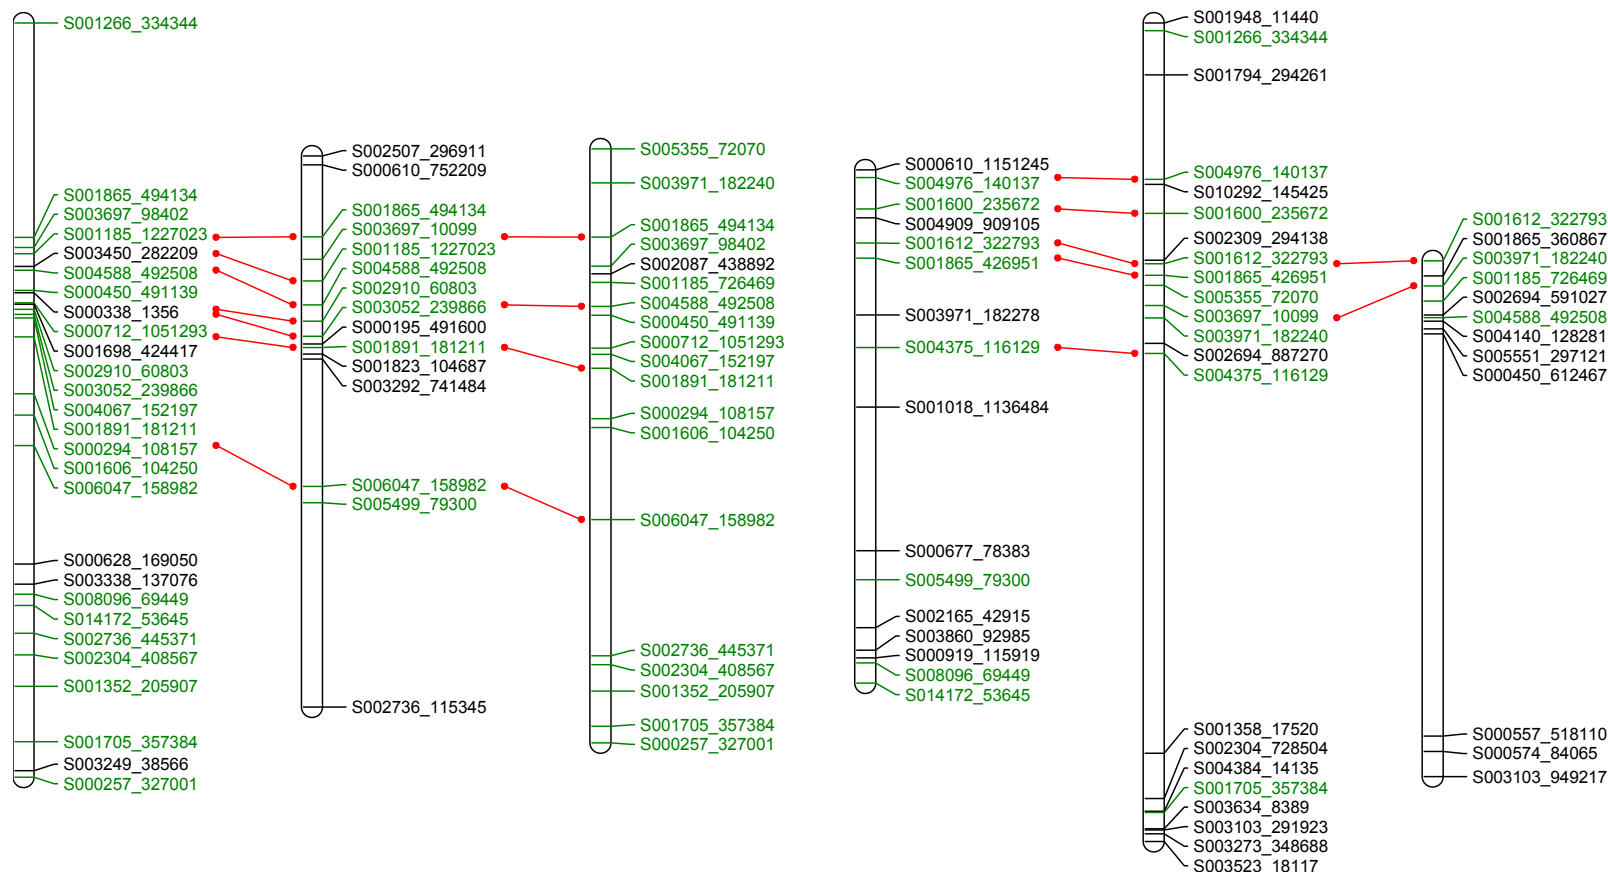 S001266_334344
S001865_494134
S003697_98402
S001185_1227023
S003450_282209
S004588_492508
S000450_491139
S000338_1356
S000712_1051293
S001698_424417
S002910_60803
S003052_239866
S004067_152197
S001891_181211
S000294_108157
S001606_104250
S006047_158982
S000628_169050
S003338_137076
S008096_69449
S014172_53645
S002736_445371
S002304_408567
S001352_205907
S001705_357384
S003249_38566
S000257_327001
S002507_296911
S000610_752209
S001865_494134
S003697_10099
S001185_1227023
S004588_492508
S002910_60803
S003052_239866
S000195_491600
S001891_181211
S001823_104687
S003292_741484
S006047_158982
S005499_79300
S002736_115345
S005355_72070
S003971_182240
S001865_494134
S003697_98402
S002087_438892
S001185_726469
S004588_492508
S000450_491139
S000712_1051293
S004067_152197
S001891_181211
S000294_108157
S001606_104250
S006047_158982
S002736_445371
S002304_408567
S001352_205907
S001705_357384
S000257_327001
S000610_1151245
S004976_140137
S001600_235672
S004909_909105
S001612_322793
S001865_426951
S003971_182278
S004375_116129
S001018_1136484
S000677_78383
S005499_79300
S002165_42915
S003860_92985
S000919_115919
S008096_69449
S014172_53645
S001948_11440
S001266_334344
S001794_294261
S004976_140137
S010292_145425
S001600_235672
S002309_294138
S001612_322793
S001865_426951
S005355_72070
S003697_10099
S003971_182240
S002694_887270
S004375_116129
S001358_17520
S002304_728504
S004384_14135
S001705_357384
S003634_8389
S003103_291923
S003273_348688
S003523_18117
S001612_322793
S001865_360867
S003971_182240
S001185_726469
S002694_591027
S004588_492508
S004140_128281
S005551_297121
S000450_612467
S000557_518110
S000574_84065
S003103_949217